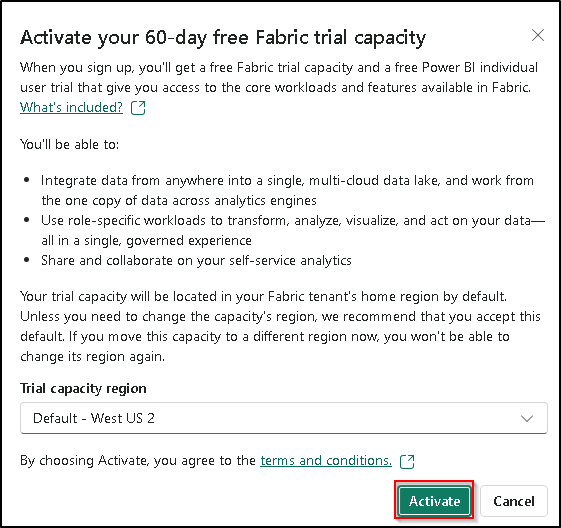 Activate your 60-day free Fabric trial capacity
When you sign up, you'll get a free Fabric trial capacity and a free Power BI individual
user trial that give you access to the core workloads and features available in Fabric.
What's included?
You'll be able to:
• Integrate data from anywhere into a single, multi-cloud data lake, and work from
the one copy of data across analytics engines
• Use role-specific workloads to transform, analyze, visualize, and act on your data—
all in a single, governed experience
• Share and collaborate on your self-service analytics
Your trial capacity will be located in your Fabric tenant's home region by default.
Unless you need to change the capacity's region, we recommend that you accept this
default. If you move this capacity to a different region now, you won't be able to
change its region again.
Trial capacity region
Default - West US 2
By choosing Activate, you agree to the terms and conditions.
Activate Cancel